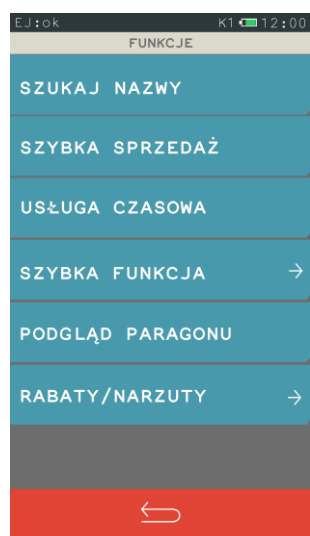 EJ:ok K1 12:00
FUNKCJE
SZUKAJ NAZWY
SZYBKA SPRZEDAŻ
USŁUGA CZASOWA
SZYBKA FUNKCJA →
PODGLĄD PARAGONU
RABATY/NARZUTY →